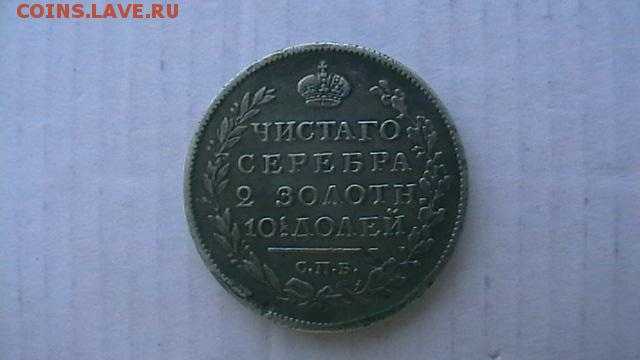 COINS.LAVE.RU
ЧИСТАГО
СЕРЕБРА
2 ЗОЛОТН.
10½ ДОЛЕЙ
С.П.Б.